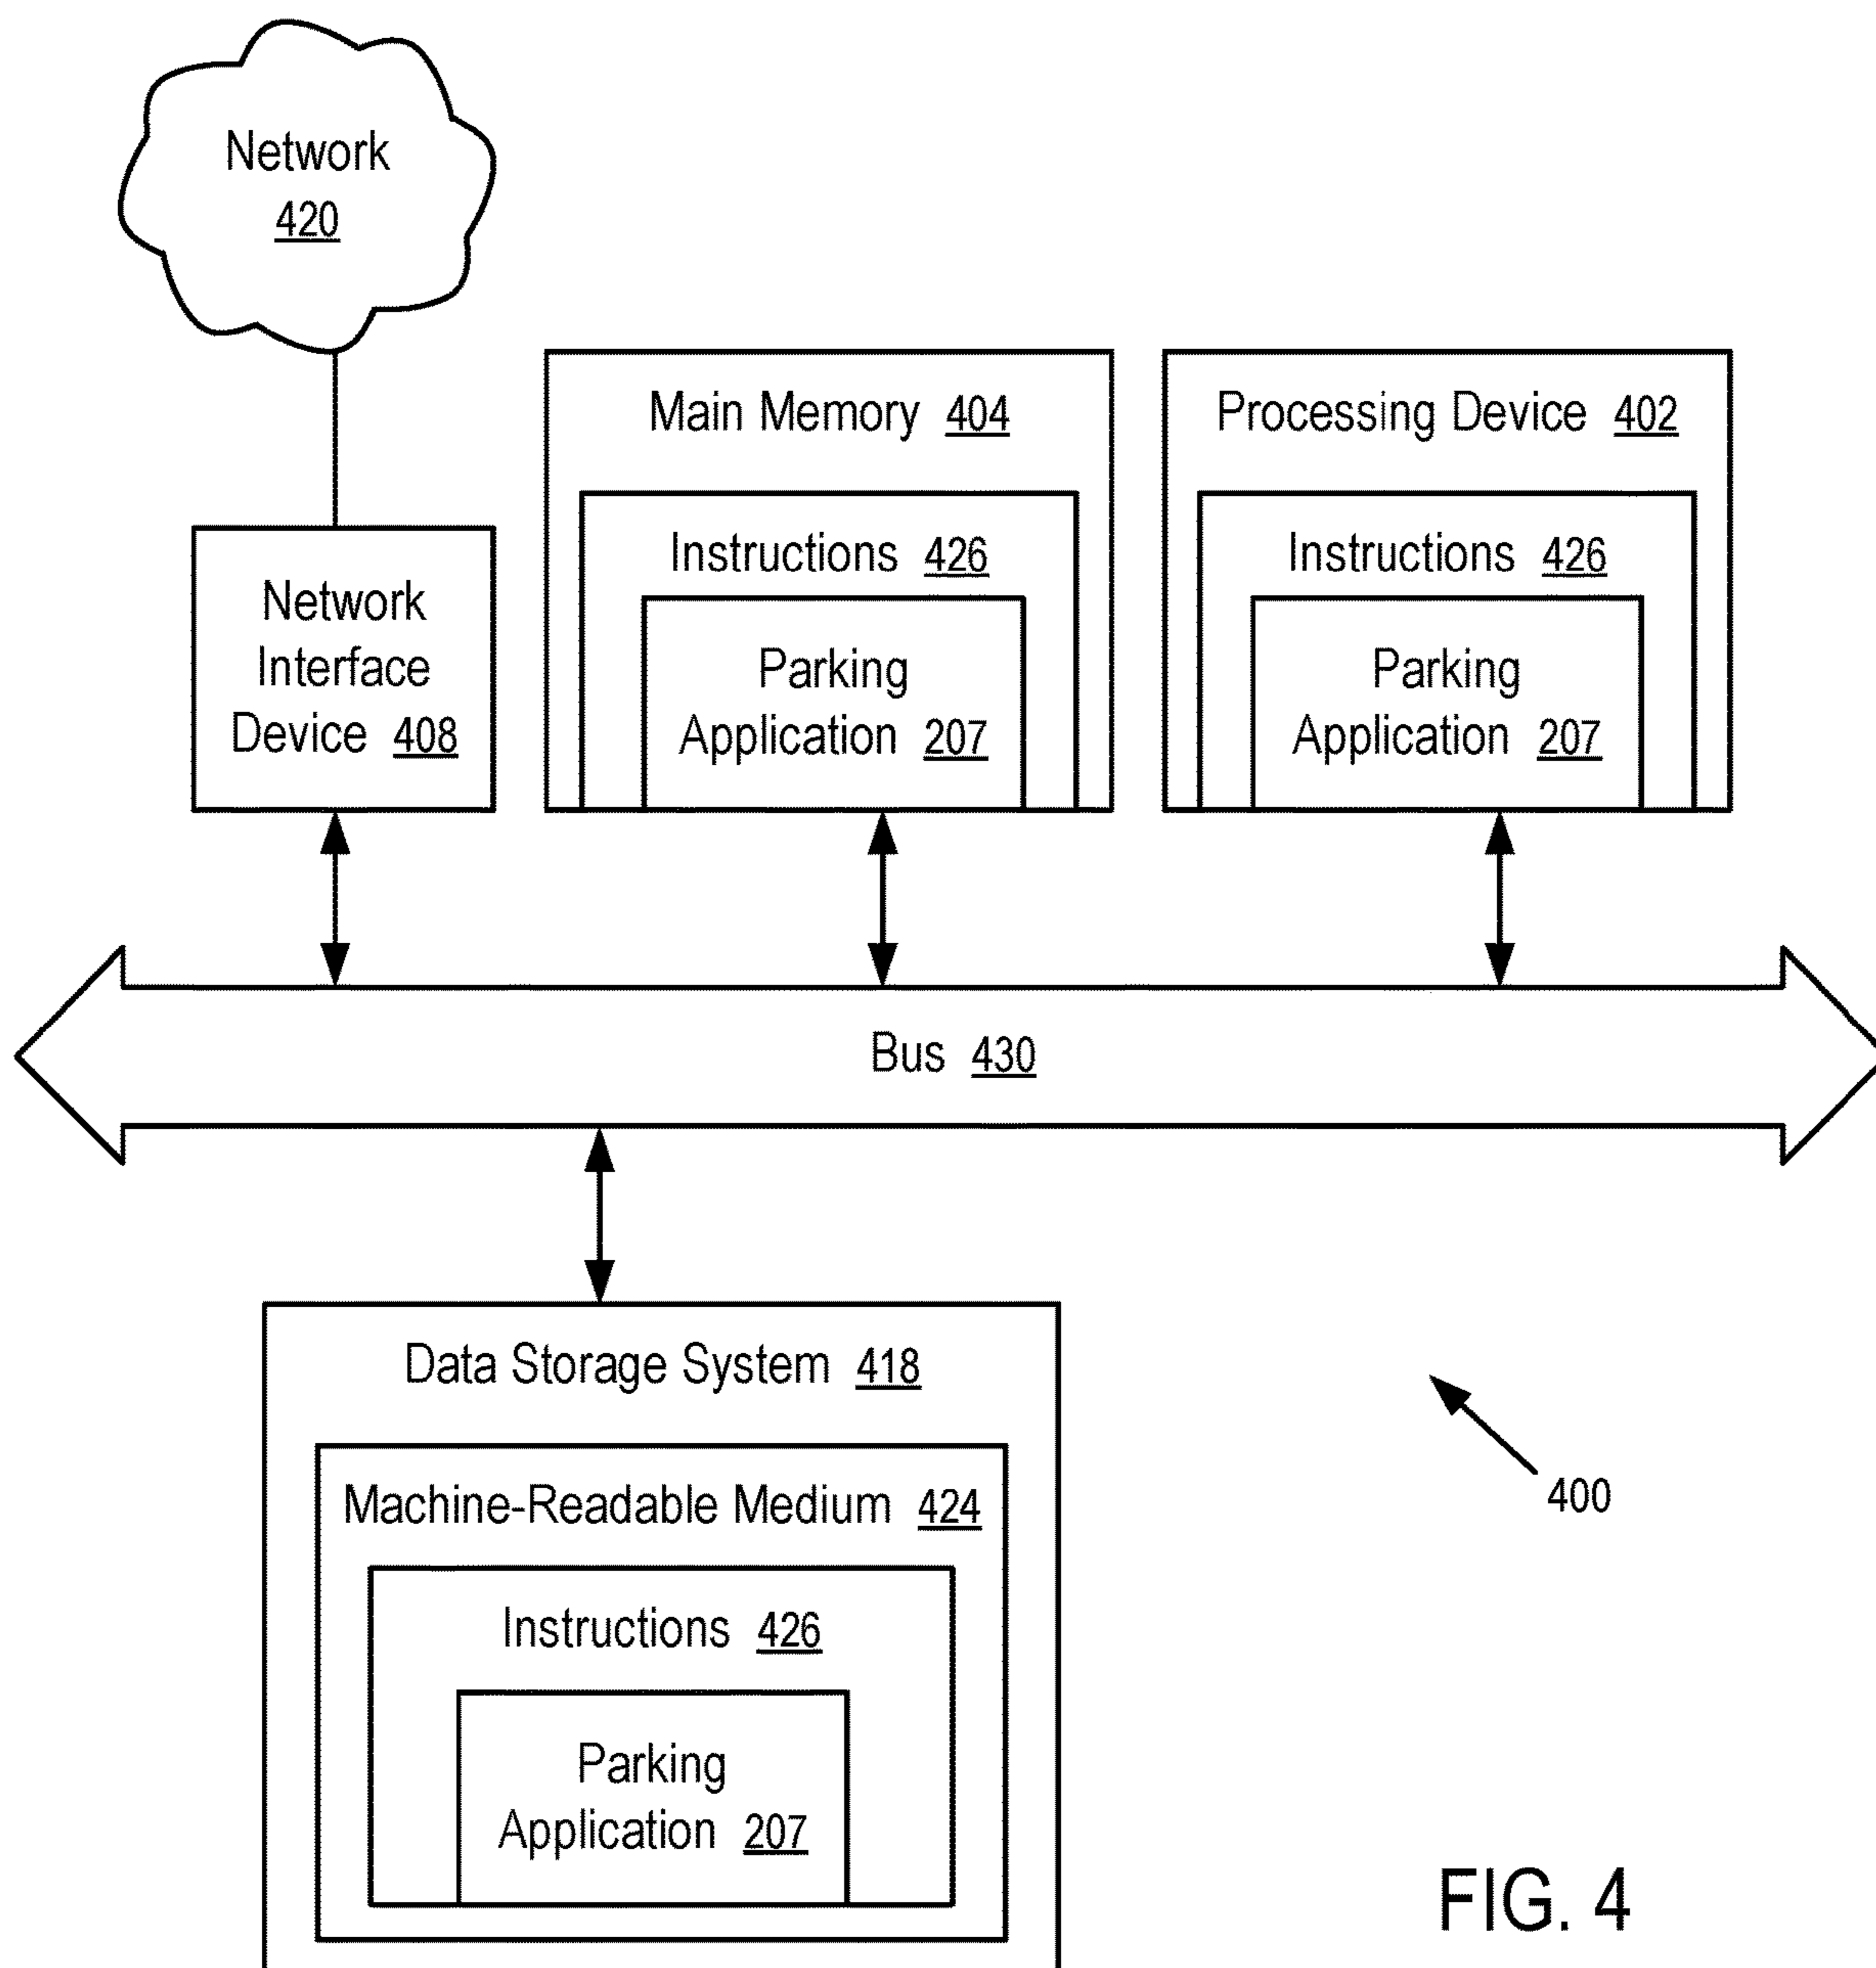 Network
420
Main Memory 404
Processing Device 402
Instructions 426
Instructions 426
Network
Interface
Device 408
Parking
Application 207
Parking
Application 207
Bus 430
Data Storage System 418
Machine-Readable Medium 424
Instructions 426
Parking
Application 207
400
FIG. 4